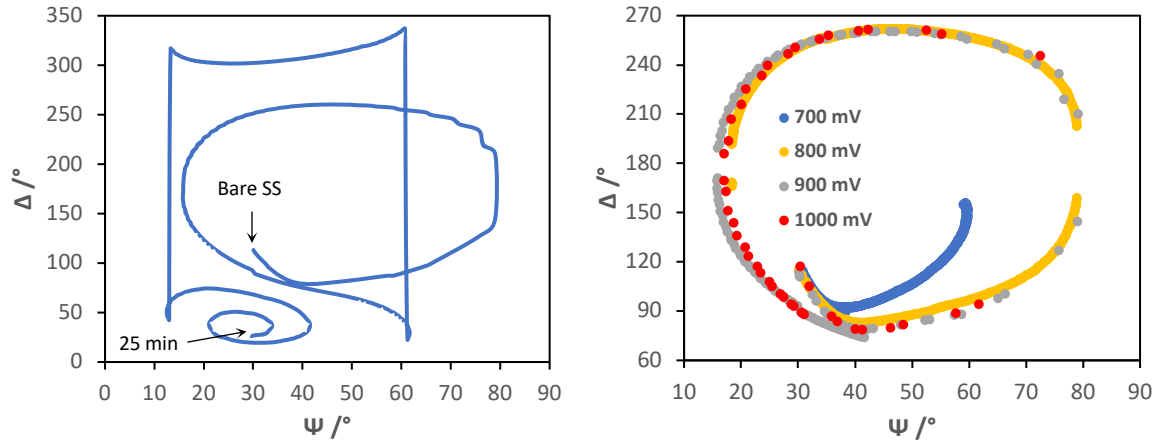 350
300
250
200
150
100
50
0
Δ /°
Bare SS
25 min
0 10 20 30 40 50 60 70 80 90
Ψ /°
270
240
210
180
150
120
90
60
Δ /°
700 mV
800 mV
900 mV
1000 mV
10 20 30 40 50 60 70 80 90
Ψ /°